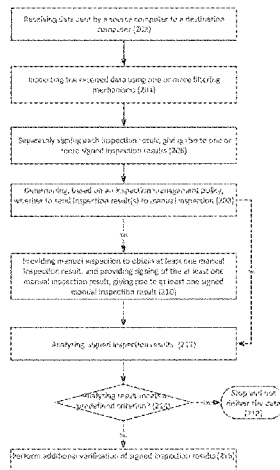 Receiving data sent by a source computer to a destination
computer (202)
Inspecting the received data using one or more filtering
mechanisms (204)
Separately signing each inspection result, giving rise to one or
more signed inspection results (206)
Determining, based on an inspection management policy,
whether to send inspection result(s) to manual inspection (208)
Providing manual inspection to obtain at least one manual
inspection result, and providing signing of the at least one
manual inspection result, giving rise to at least one signed
manual inspection result (210)
Analyzing signed inspection results
Analyzing result meets a
predefined criterion?
Stop and not
deliver the data
Perform additional verification of signed inspection results